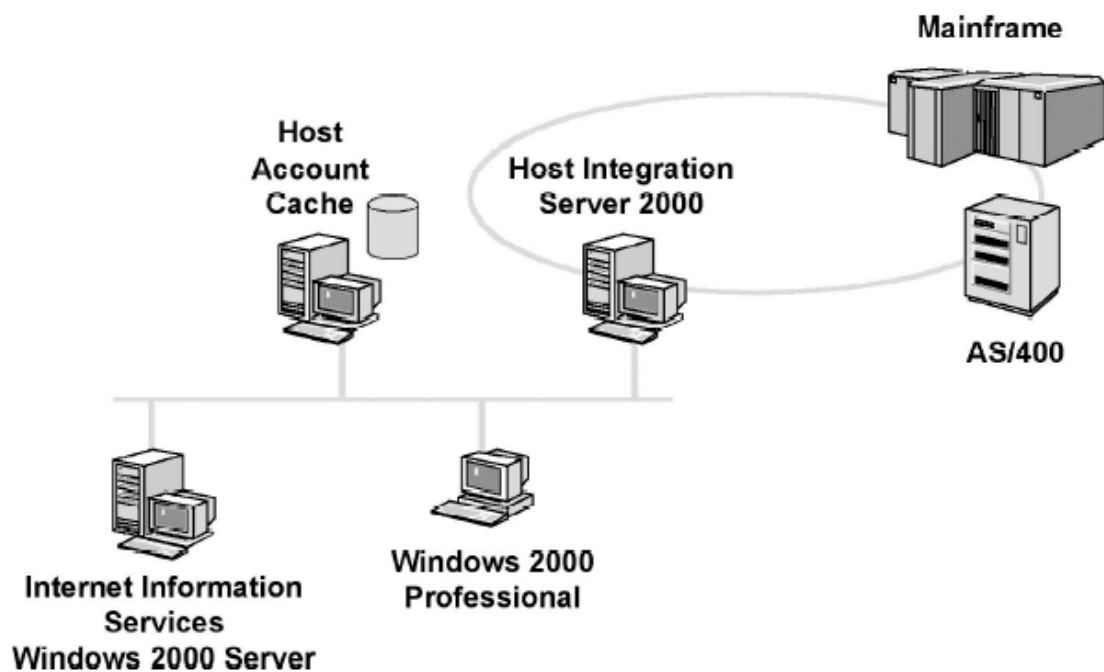 Mainframe
Host
Account
Cache
Host Integration
Server 2000
AS/400
Windows 2000
Professional
Internet Information
Services
Windows 2000 Server